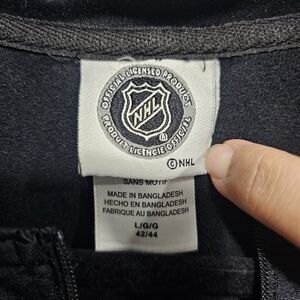 OFFICIAL LICENSED PRODUCT
NHL
®
PRODUIT LICENCIÉ OFFICIEL
© NHL
SANS MOTIF
MADE IN BANGLADESH
HECHO EN BANGLADESH
FABRIQUE AU BANGLADESH
L/G/G
42/44